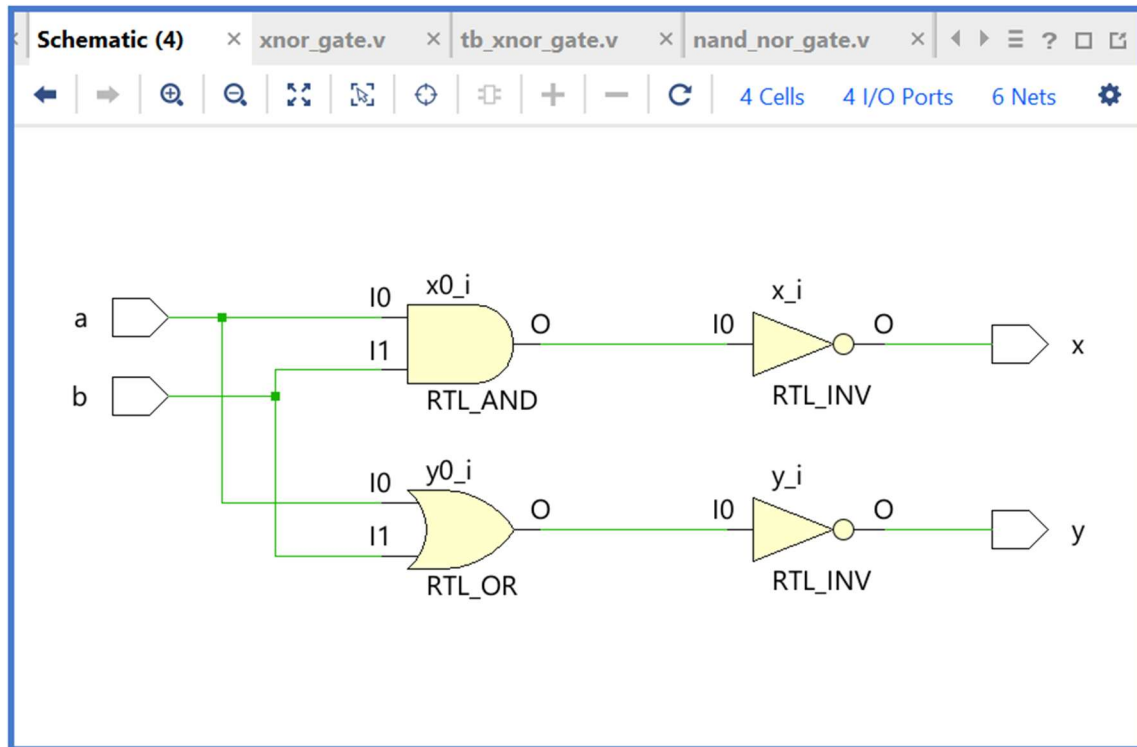 Schematic (4) × xnor_gate.v × tb_xnor_gate.v × nand_nor_gate.v × ?
4 Cells 4 I/O Ports 6 Nets
x0_i
x_i
a
I0
O
I0
O
x
I1
b
RTL_AND
RTL_INV
y0_i
y_i
I0
O
I0
O
y
I1
RTL_OR
RTL_INV